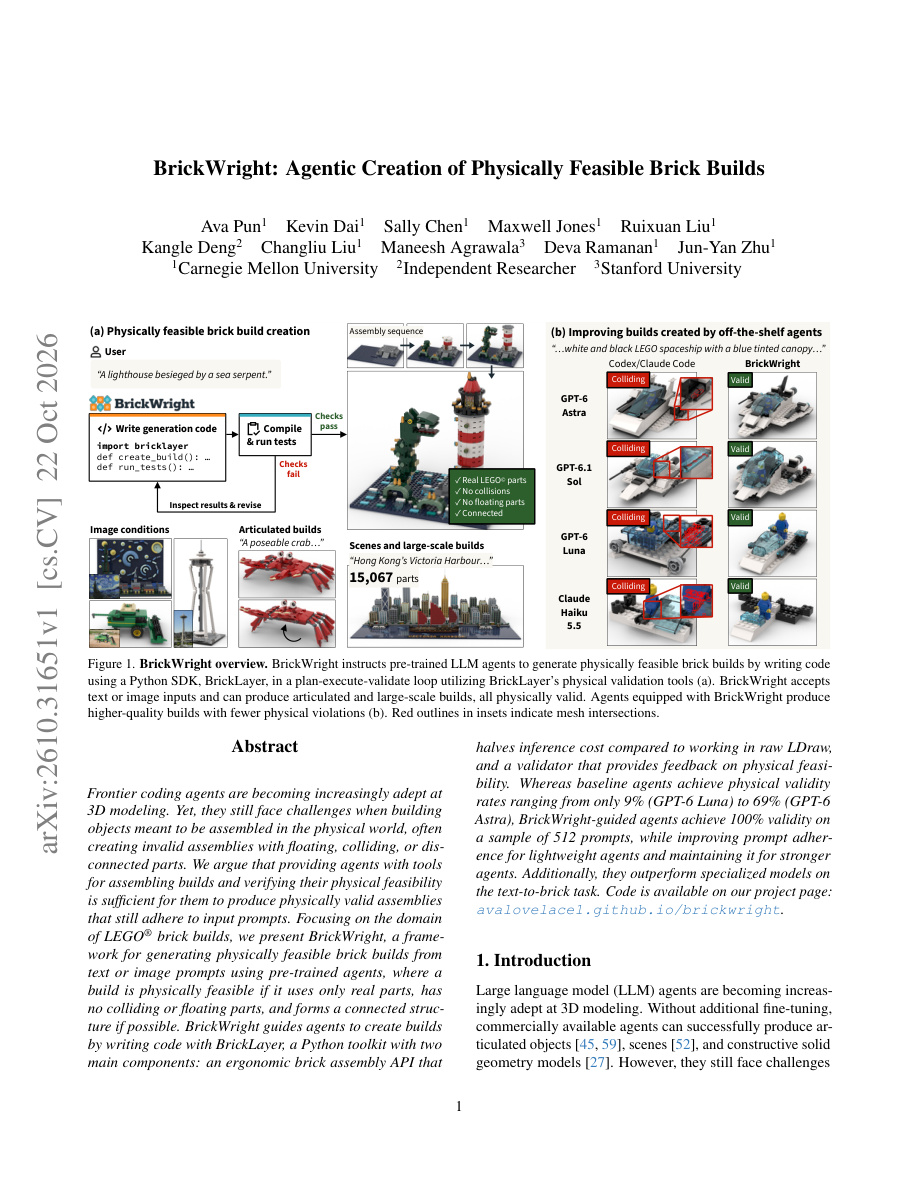 BrickWright: Agentic Creation of Physically Feasible Brick Builds
Ava Pun1 Kevin Dai1 Sally Chen1 Maxwell Jones1 Ruixuan Liu1
Kangle Deng2 Changliu Liu1 Maneesh Agrawala3 Deva Ramanan1 Jun-Yan Zhu1
1Carnegie Mellon University 2Independent Researcher 3Stanford University
arXiv:2610.31651v1 [cs.CV] 22 Oct 2026
(a) Physically feasible brick build creation
User
“A lighthouse besieged by a sea serpent.”
BrickWright
</> Write generation code
import bricklayer
def create_build(): …
def run_tests(): …
Compile
& run tests
Checks
pass
Checks
fail
Inspect results & revise
Assembly sequence
✓ Real LEGO® parts
✓ No collisions
✓ No floating parts
✓ Connected
Image conditions
Articulated builds
“A poseable crab…”
Scenes and large-scale builds
“Hong Kong’s Victoria Harbour…”
15,067 parts
(b) Improving builds created by off-the-shelf agents
“…white and black LEGO spaceship with a blue tinted canopy…”
Codex/Claude Code BrickWright
GPT-6
Astra
Colliding
Valid
GPT-6.1
Sol
Colliding
Valid
GPT-6
Luna
Colliding
Valid
Claude
Haiku
5.5
Colliding
Valid
Figure 1. BrickWright overview. BrickWright instructs pre-trained LLM agents to generate physically feasible brick builds by writing code
using a Python SDK, BrickLayer, in a plan-execute-validate loop utilizing BrickLayer’s physical validation tools (a). BrickWright accepts
text or image inputs and can produce articulated and large-scale builds, all physically valid. Agents equipped with BrickWright produce
higher-quality builds with fewer physical violations (b). Red outlines in insets indicate mesh intersections.
Abstract
Frontier coding agents are becoming increasingly adept at
3D modeling. Yet, they still face challenges when building
objects meant to be assembled in the physical world, often
creating invalid assemblies with floating, colliding, or dis-
connected parts. We argue that providing agents with tools
for assembling builds and verifying their physical feasibility
is sufficient for them to produce physically valid assemblies
that still adhere to input prompts. Focusing on the domain
of LEGO® brick builds, we present BrickWright, a frame-
work for generating physically feasible brick builds from
text or image prompts using pre-trained agents, where a
build is physically feasible if it uses only real parts, has
no colliding or floating parts, and forms a connected struc-
ture if possible. BrickWright guides agents to create builds
by writing code with BrickLayer, a Python toolkit with two
main components: an ergonomic brick assembly API that
halves inference cost compared to working in raw LDraw,
and a validator that provides feedback on physical feasi-
bility. Whereas baseline agents achieve physical validity
rates ranging from only 9% (GPT-6 Luna) to 69% (GPT-6
Astra), BrickWright-guided agents achieve 100% validity on
a sample of 512 prompts, while improving prompt adher-
ence for lightweight agents and maintaining it for stronger
agents. Additionally, they outperform specialized models on
the text-to-brick task. Code is available on our project page:
avalovelace1.github.io/brickwright.
1. Introduction
Large language model (LLM) agents are becoming increas-
ingly adept at 3D modeling. Without additional fine-tuning,
commercially available agents can successfully produce ar-
ticulated objects [45, 59], scenes [52], and constructive solid
geometry models [27]. However, they still face challenges
1